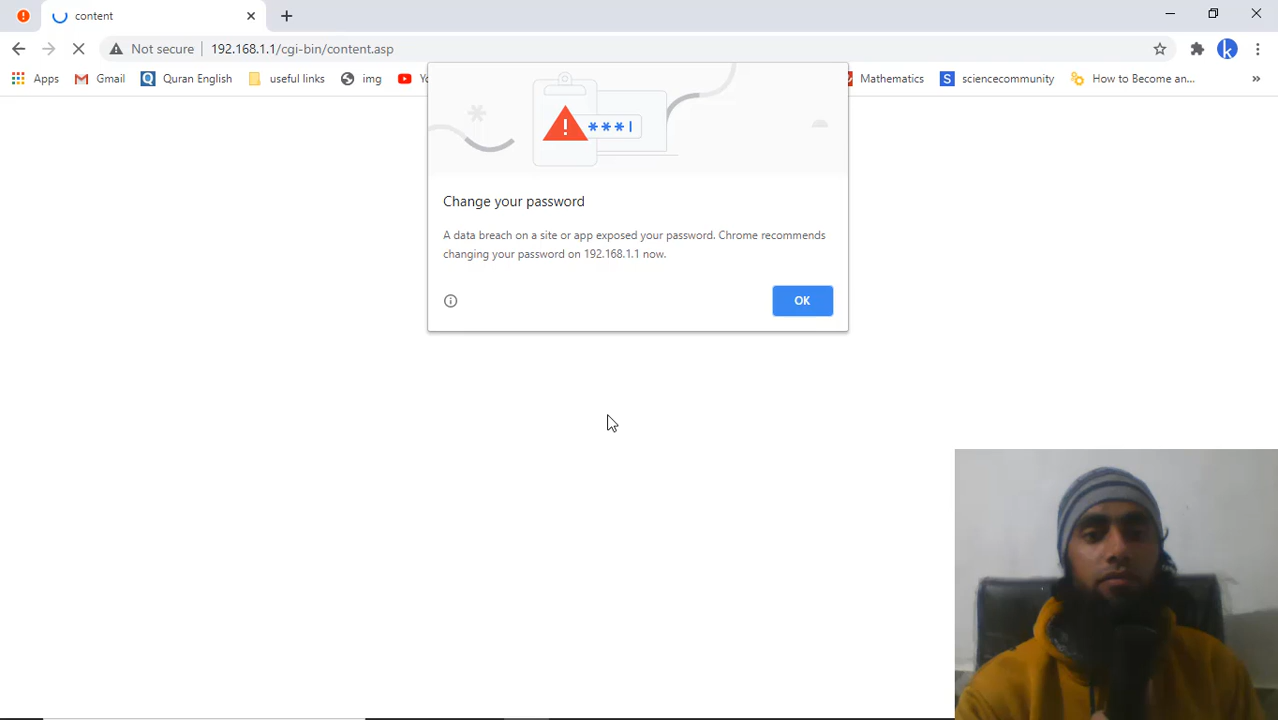 content
Not secure 192.168.1.1/cgi-bin/content.asp
Apps Gmail Quran English useful links img Yo Mathematics sciencecommunity How to Become an... »
***|
Change your password
A data breach on a site or app exposed your password. Chrome recommends
changing your password on 192.168.1.1 now.
OK